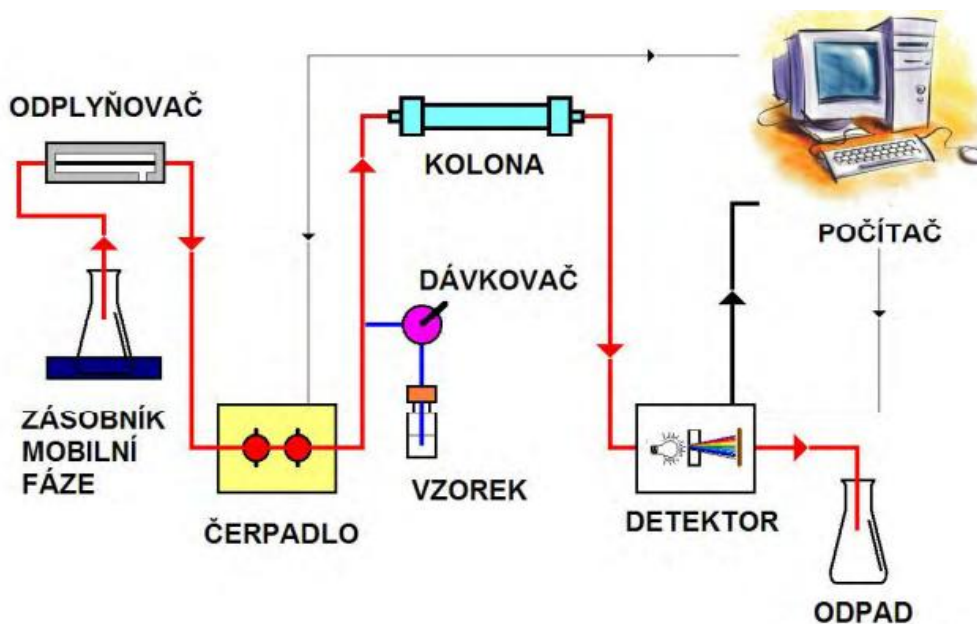 ODPLYŇOVAČ
KOLONA
POČÍTAČ
DÁVKOVAČ
ZÁSOBNÍK
MOBILNÍ
FÁZE
VZOREK
ČERPADLO
DETEKTOR
ODPAD